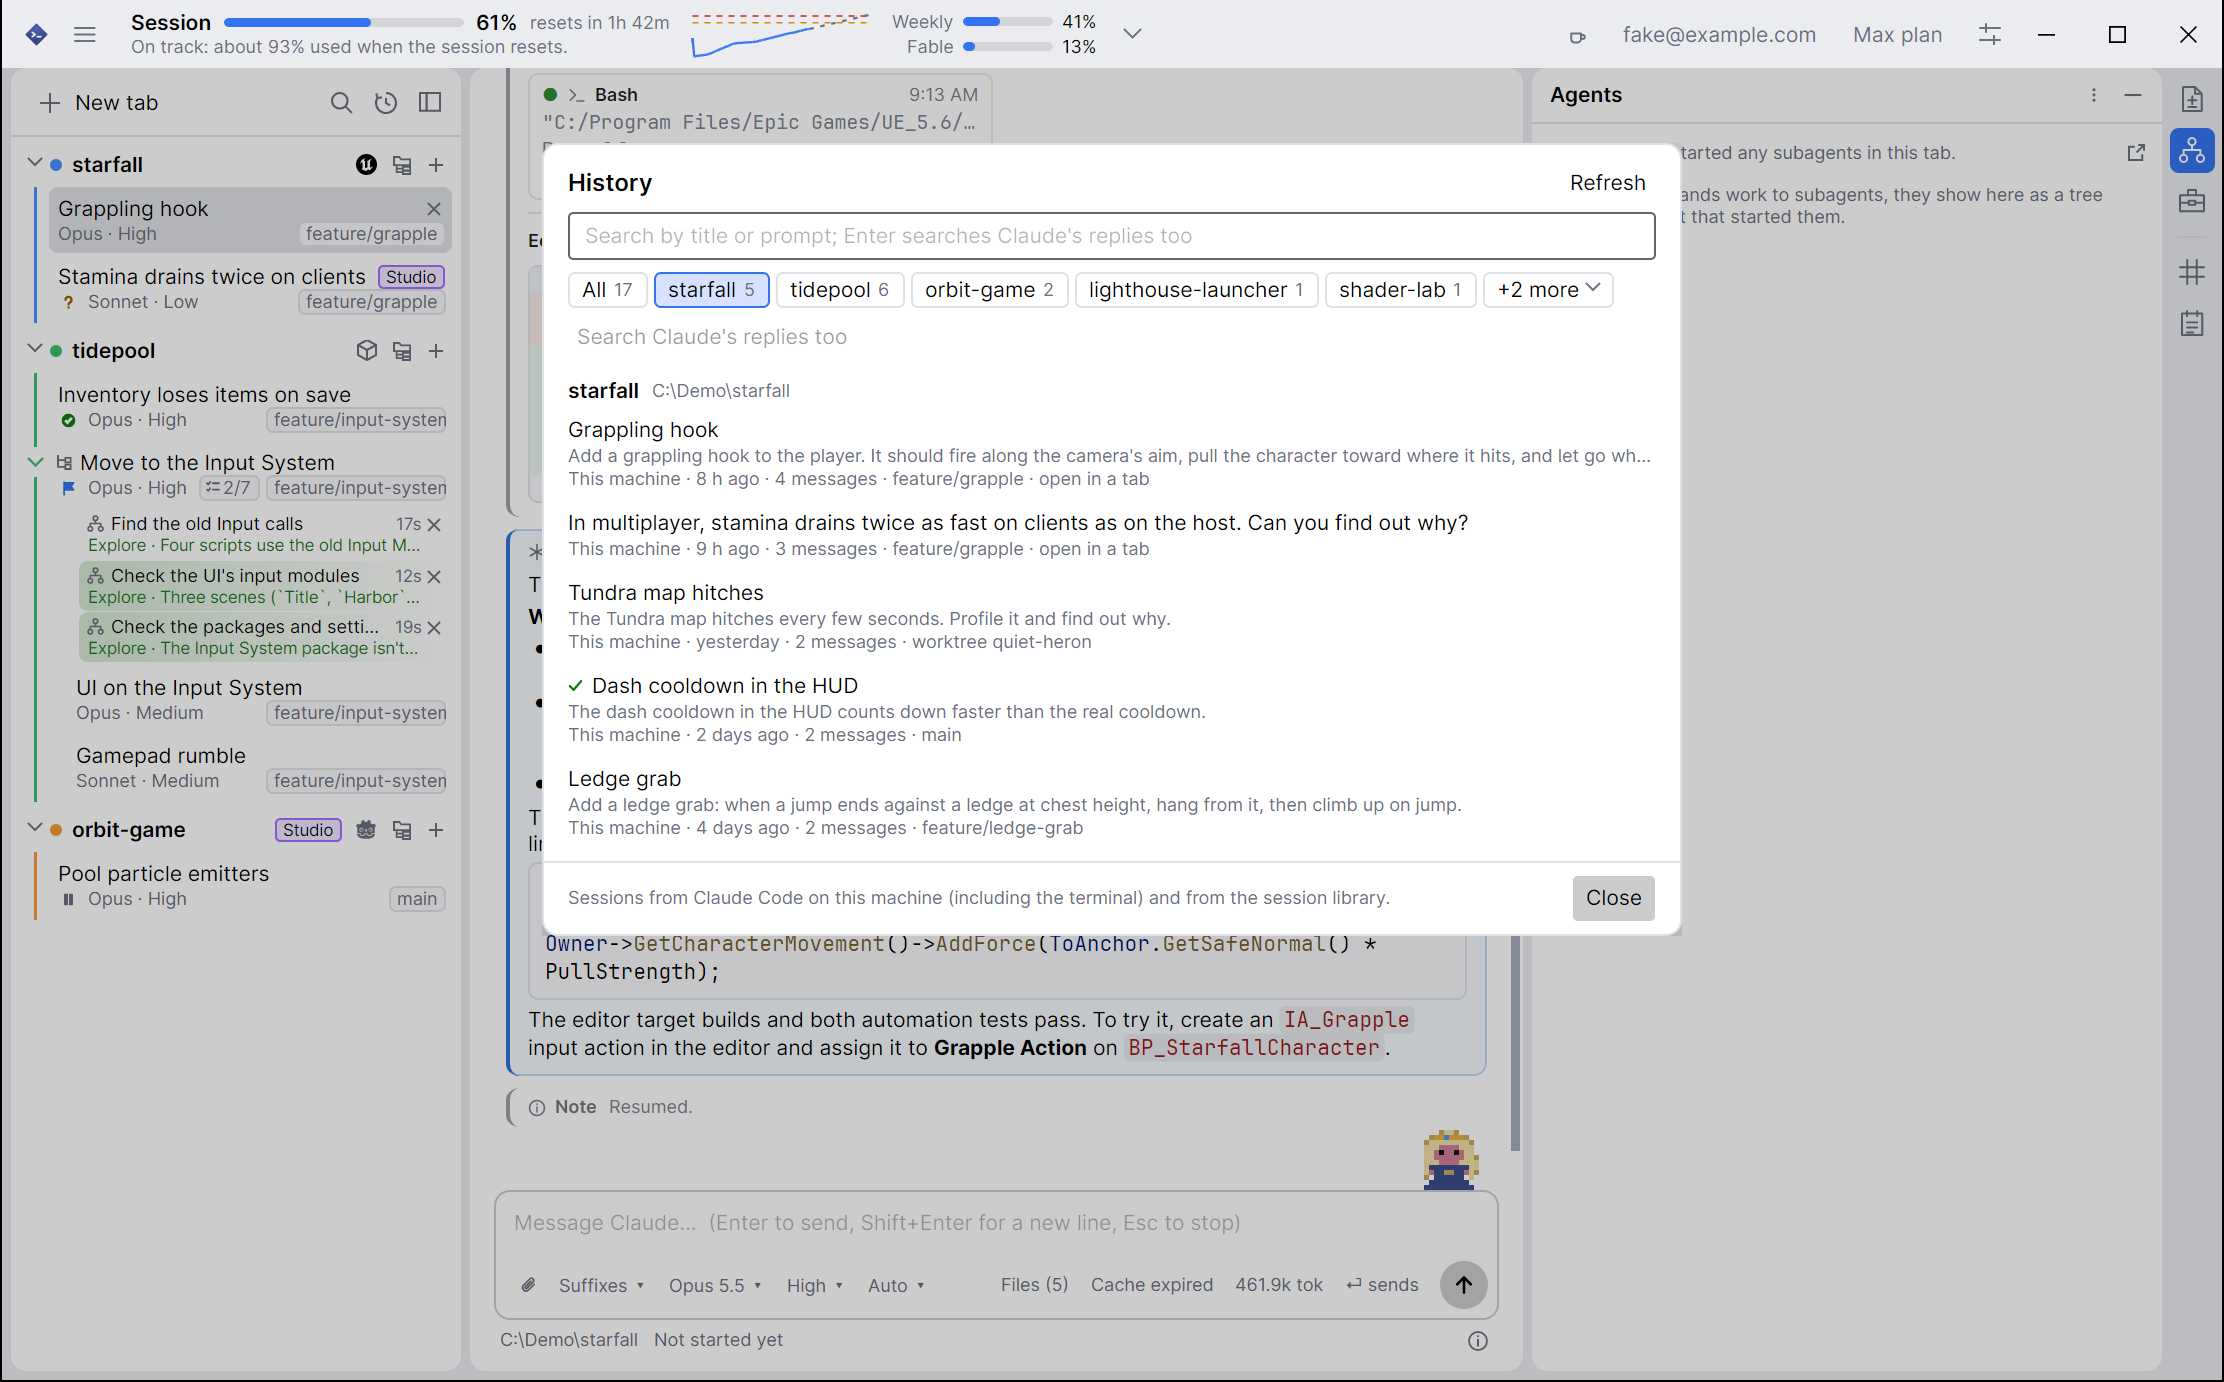 Session 61% resets in 1h 42m
On track: about 93% used when the session resets.
Weekly 41%
Fable 13%
fake@example.com Max plan
New tab
starfall
Grappling hook
Opus · High feature/grapple
Stamina drains twice on clients Studio
? Sonnet · Low feature/grapple
tidepool
Inventory loses items on save
Opus · High feature/input-system
Move to the Input System
Opus · High 2/7 feature/input-system
Find the old Input calls 17s
Explore · Four scripts use the old Input M...
Check the UI's input modules 12s
Explore · Three scenes (`Title`, `Harbor`...
Check the packages and setti... 19s
Explore · The Input System package isn't...
UI on the Input System
Opus · Medium feature/input-system
Gamepad rumble
Sonnet · Medium feature/input-system
orbit-game Studio
Pool particle emitters
Opus · High main
Bash 9:13 AM
"C:/Program Files/Epic Games/UE_5.6/...
History Refresh
Search by title or prompt; Enter searches Claude's replies too
All 17 starfall 5 tidepool 6 orbit-game 2 lighthouse-launcher 1 shader-lab 1 +2 more
Search Claude's replies too
starfall C:\Demo\starfall
Grappling hook
Add a grappling hook to the player. It should fire along the camera's aim, pull the character toward where it hits, and let go wh...
This machine · 8 h ago · 4 messages · feature/grapple · open in a tab
In multiplayer, stamina drains twice as fast on clients as on the host. Can you find out why?
This machine · 9 h ago · 3 messages · feature/grapple · open in a tab
Tundra map hitches
The Tundra map hitches every few seconds. Profile it and find out why.
This machine · yesterday · 2 messages · worktree quiet-heron
Dash cooldown in the HUD
The dash cooldown in the HUD counts down faster than the real cooldown.
This machine · 2 days ago · 2 messages · main
Ledge grab
Add a ledge grab: when a jump ends against a ledge at chest height, hang from it, then climb up on jump.
This machine · 4 days ago · 2 messages · feature/ledge-grab
Sessions from Claude Code on this machine (including the terminal) and from the session library.
Close
Owner->GetCharacterMovement()->AddForce(ToAnchor.GetSafeNormal() *
PullStrength);
The editor target builds and both automation tests pass. To try it, create an IA_Grapple
input action in the editor and assign it to Grapple Action on BP_StarfallCharacter.
Note Resumed.
Message Claude... (Enter to send, Shift+Enter for a new line, Esc to stop)
Suffixes Opus 5.5 High Auto Files (5) Cache expired 461.9k tok sends
C:\Demo\starfall Not started yet
Agents
tarted any subagents in this tab.
ands work to subagents, they show here as a tree
t that started them.